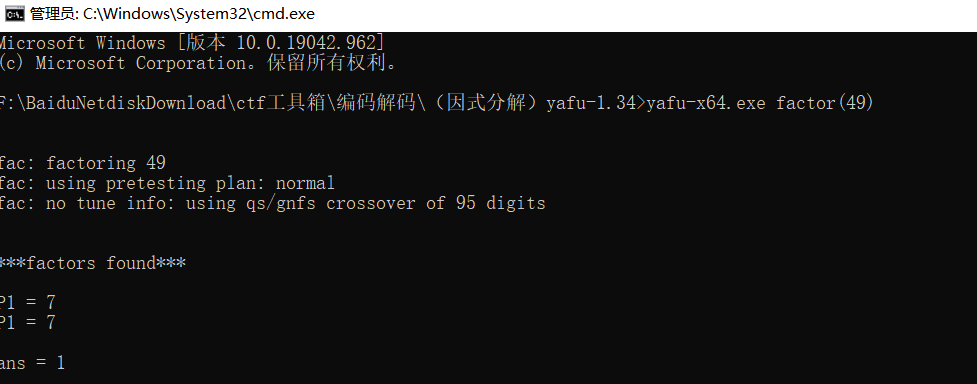 管理员: C:\Windows\System32\cmd.exe
Microsoft Windows [版本 10.0.19042.962]
(c) Microsoft Corporation。保留所有权利。
F:\BaiduNetdiskDownload\ctf工具箱\编码解码\（因式分解）yafu-1.34>yafu-x64.exe factor(49)
fac: factoring 49
fac: using pretesting plan: normal
fac: no tune info: using qs/gnfs crossover of 95 digits
***factors found***
P1 = 7
P1 = 7
ans = 1